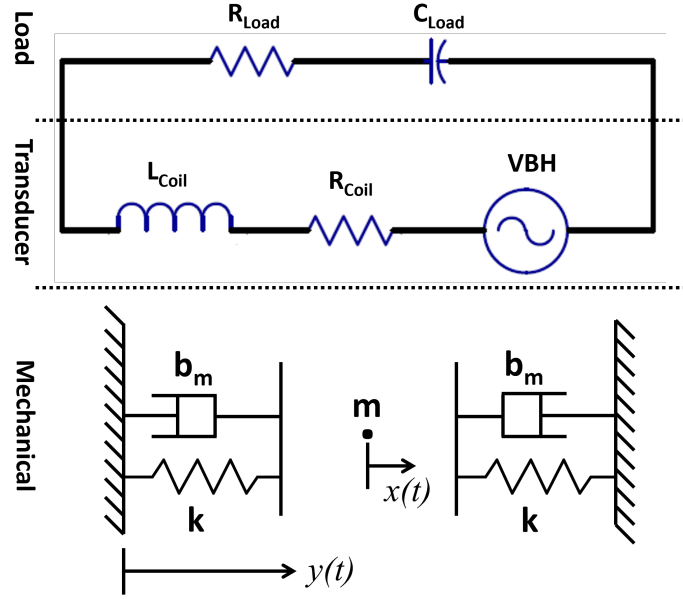 Load
R_Load
C_Load
Transducer
L_Coil
R_Coil
VBH
Mechanical
b_m
m
b_m
x(t)
k
k
y(t)